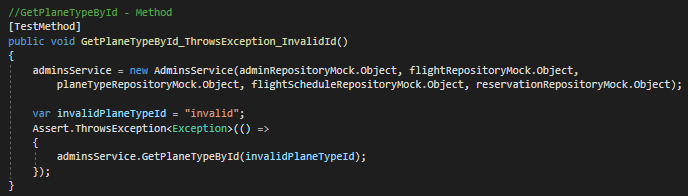 //GetPlaneTypeById - Method
[TestMethod]
public void GetPlaneTypeById_ThrowsException_InvalidId()
{
adminsService = new AdminsService(adminRepositoryMock.Object, flightRepositoryMock.Object,
planeTypeRepositoryMock.Object, flightScheduleRepositoryMock.Object, reservationRepositoryMock.Object);
var invalidPlaneTypeId = "invalid";
Assert.ThrowsException<Exception>(() =>
{
adminsService.GetPlaneTypeById(invalidPlaneTypeId);
});
}